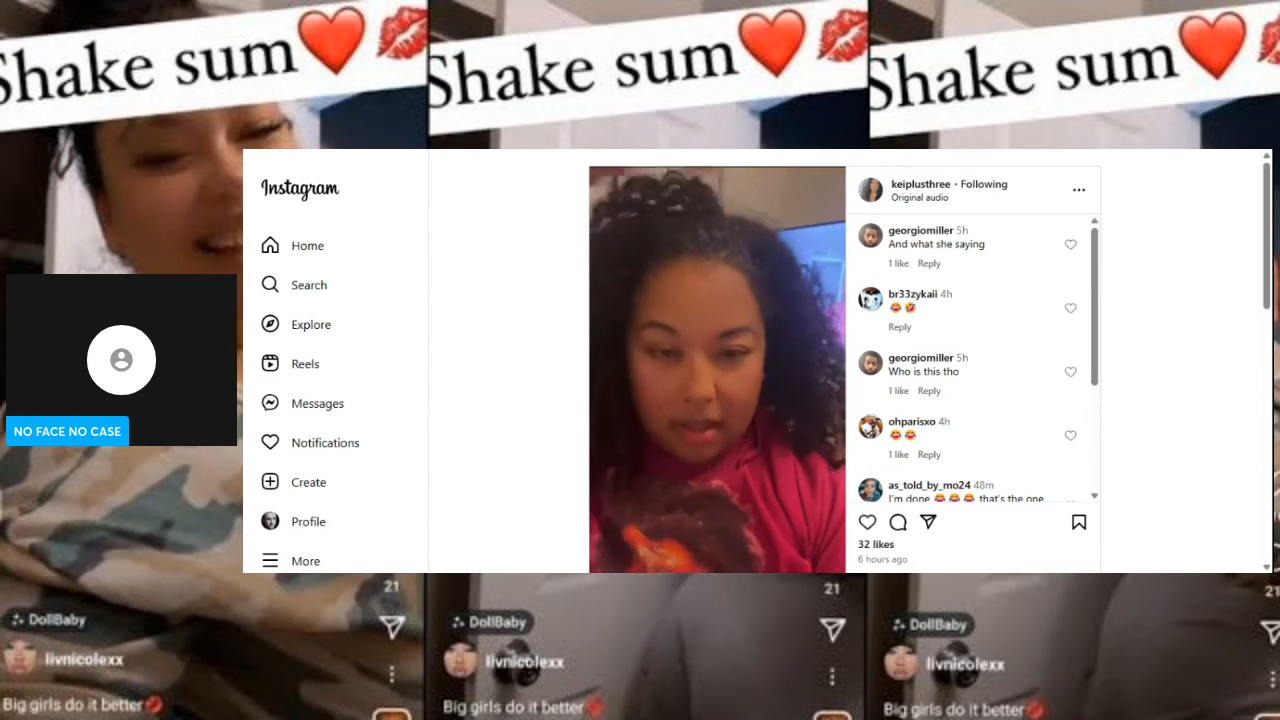 Shake sum❤️💋
Shake sum❤️💋
Shake sum❤️
NO FACE NO CASE
Instagram
Home
Search
Explore
Reels
Messages
Notifications
Create
Profile
More
keiplusthree • Following
Original audio
georgiomiller 5h
And what she saying
1 like Reply
br33zykaii 4h
😂 🤣
Reply
georgiomiller 5h
Who is this tho
1 like Reply
ohparisxo 4h
😂 😂
1 like Reply
as_told_by_mo24 48m
I'm done 😂 😂 😂 that's the one
32 likes
6 hours ago
21
DollBaby
livnicolexx
Big girls do it better💋
21
DollBaby
livnicolexx
Big girls do it better💋
21
DollBaby
livnicolexx
Big girls do it better💋